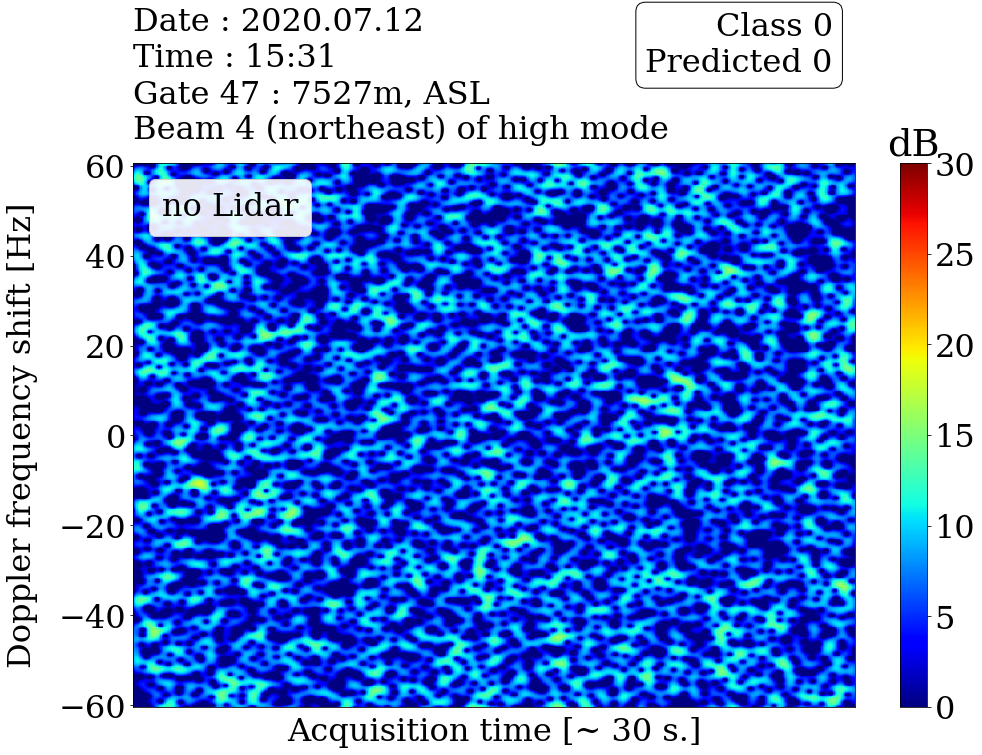 Date : 2020.07.12
Time : 15:31
Gate 47 : 7527m, ASL
Beam 4 (northeast) of high mode
Class 0
Predicted 0
dB
no Lidar
Doppler frequency shift [Hz]
60
40
20
0
−20
−40
−60
Acquisition time [~ 30 s.]
30
25
20
15
10
5
0